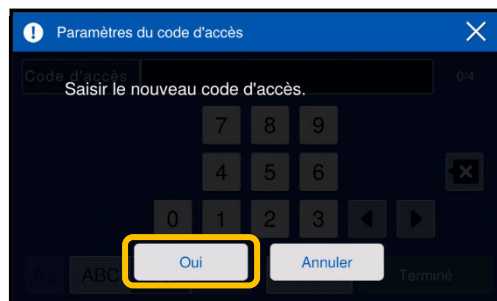 Paramètres du code d'accès
Code d'accès 0/4
Saisir le nouveau code d'accès.
7 8 9
4 5 6
0 1 2 3
Oui Annuler
Aa ABC Terminé